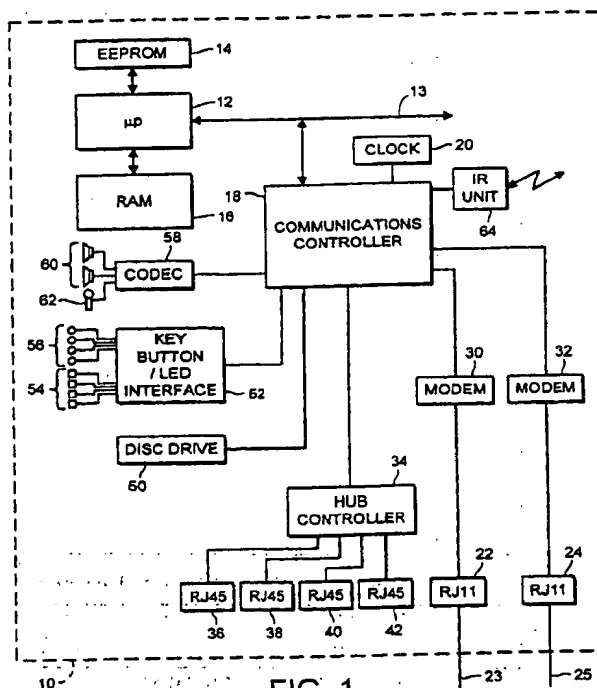 EEPROM 14
12
μp
13
CLOCK 20
18
IR
UNIT
64
RAM
16
COMMUNICATIONS
CONTROLLER
58
60
CODEC
62
56
KEY
BUTTON
/ LED
INTERFACE
54
52
30
32
MODEM
MODEM
DISC DRIVE
50
34
HUB
CONTROLLER
22
24
RJ45 RJ45 RJ45 RJ45 RJ11 RJ11
36 38 40 42
10
FIG. 1
23 25